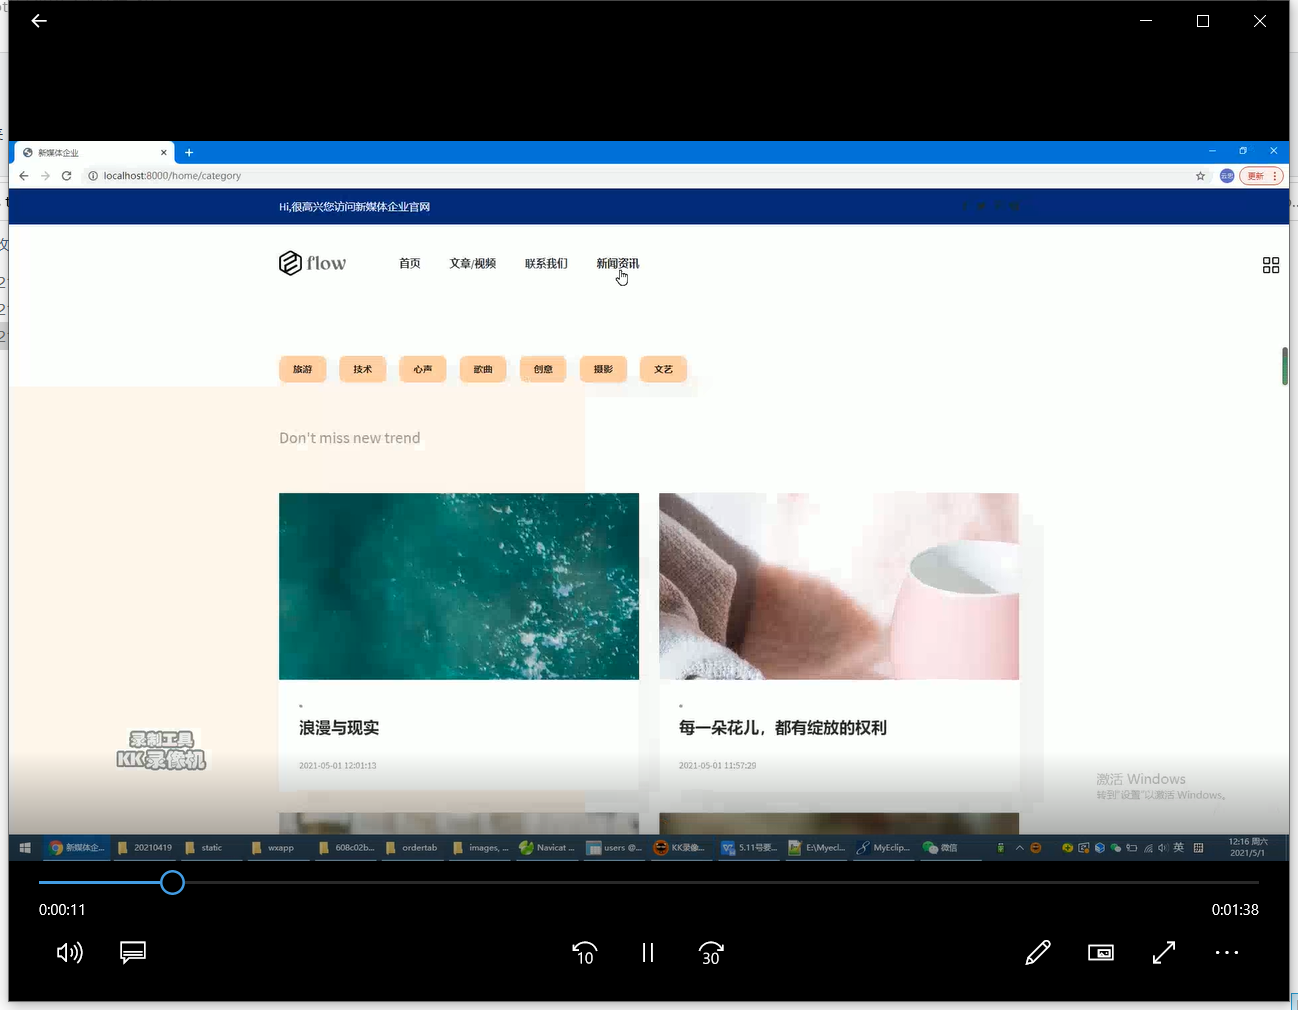 新媒体企业
localhost:8000/home/category
云忠
更新
Hi,很高兴您访问新媒体企业官网
flow
首页
文章/视频
联系我们
新闻资讯
旅游
技术
心声
歌曲
创意
摄影
文艺
Don't miss new trend
浪漫与现实
2021-05-01 12:01:13
每一朵花儿，都有绽放的权利
2021-05-01 11:57:29
录制工具
KK录像机
激活 Windows
转到"设置"以激活 Windows。
新媒体企...
20210419
static
wxapp
608c02b...
ordertab
images, ...
Navicat ...
users @...
KK录像...
5.11号要...
E:\Myecl...
MyEclip...
微信
英
12:16 周六
2021/5/1
0:00:11
0:01:38
10
30